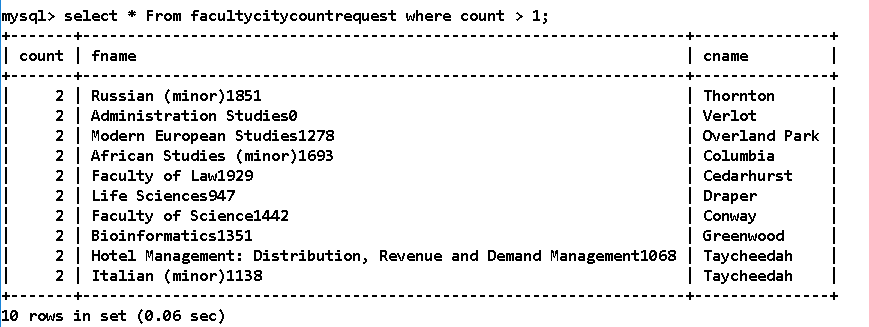 mysql> select * From facultycitycountrequest where count > 1;
+-------+------------------------------------------------------------------+---------------+
| count | fname                                                            | cname         |
+-------+------------------------------------------------------------------+---------------+
|     2 | Russian (minor)1851                                              | Thornton      |
|     2 | Administration Studies0                                          | Verlot        |
|     2 | Modern European Studies1278                                      | Overland Park |
|     2 | African Studies (minor)1693                                      | Columbia      |
|     2 | Faculty of Law1929                                               | Cedarhurst    |
|     2 | Life Sciences947                                                 | Draper        |
|     2 | Faculty of Science1442                                           | Conway        |
|     2 | Bioinformatics1351                                               | Greenwood     |
|     2 | Hotel Management: Distribution, Revenue and Demand Management1068 | Taycheedah    |
|     2 | Italian (minor)1138                                              | Taycheedah    |
+-------+------------------------------------------------------------------+---------------+
10 rows in set (0.06 sec)